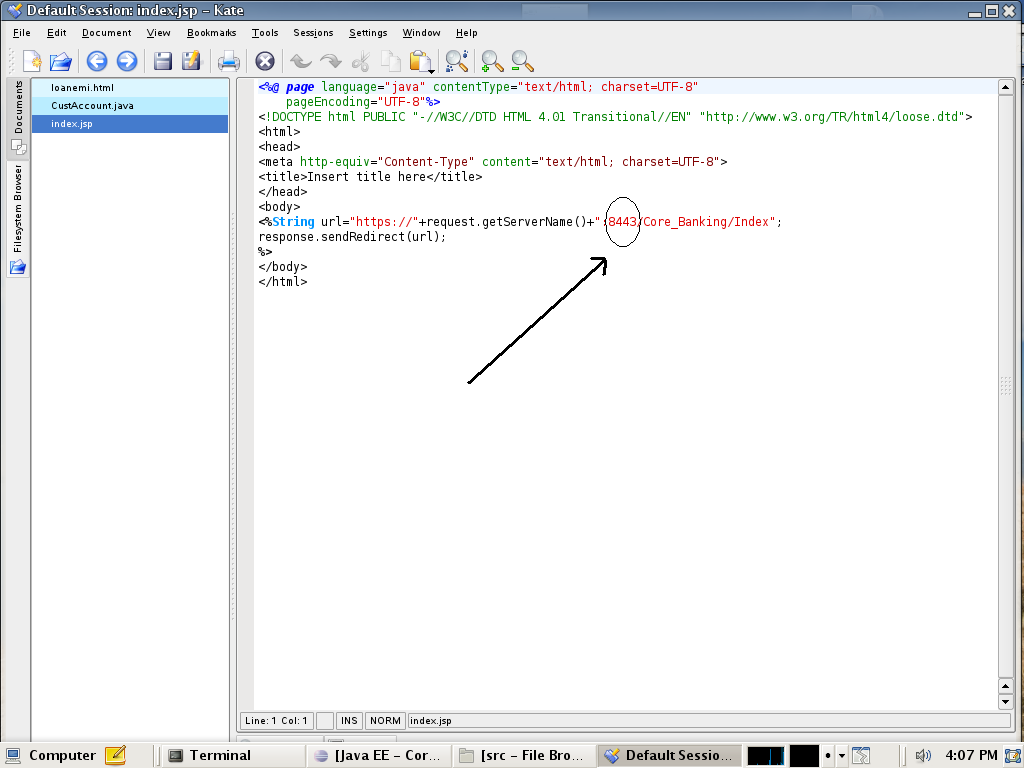 Default Session: index.jsp - Kate
File Edit Document View Bookmarks Tools Sessions Settings Window Help
Documents
Filesystem Browser
loanemi.html
CustAccount.java
index.jsp
<%@ page language="java" contentType="text/html; charset=UTF-8"
    pageEncoding="UTF-8"%>
<!DOCTYPE html PUBLIC "-//W3C//DTD HTML 4.01 Transitional//EN" "http://www.w3.org/TR/html4/loose.dtd">
<html>
<head>
<meta http-equiv="Content-Type" content="text/html; charset=UTF-8">
<title>Insert title here</title>
</head>
<body>
<%String url="https://"+request.getServerName()+":8443/Core_Banking/Index";
response.sendRedirect(url);
%>
</body>
</html>
Line: 1 Col: 1 INS NORM index.jsp
Computer Terminal [Java EE - Cor... [src - File Bro... Default Sessio... 4:07 PM